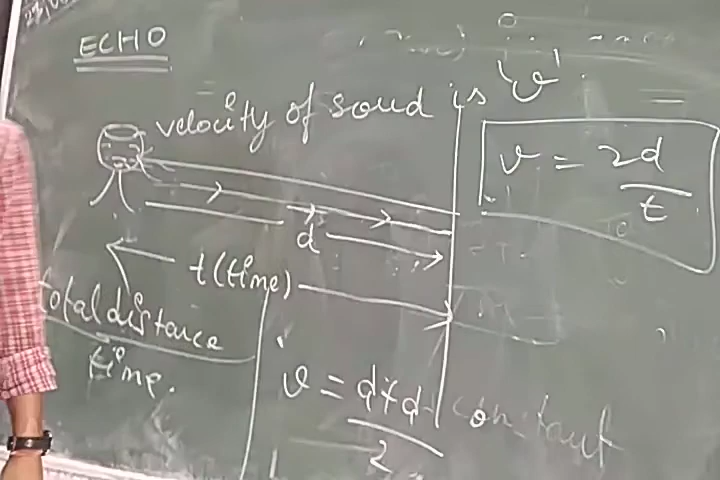 ECHO
velocity of soud is 'v'.
v = 2d
t
d
t(time)
total distance
time.
v = d+d
2
constant